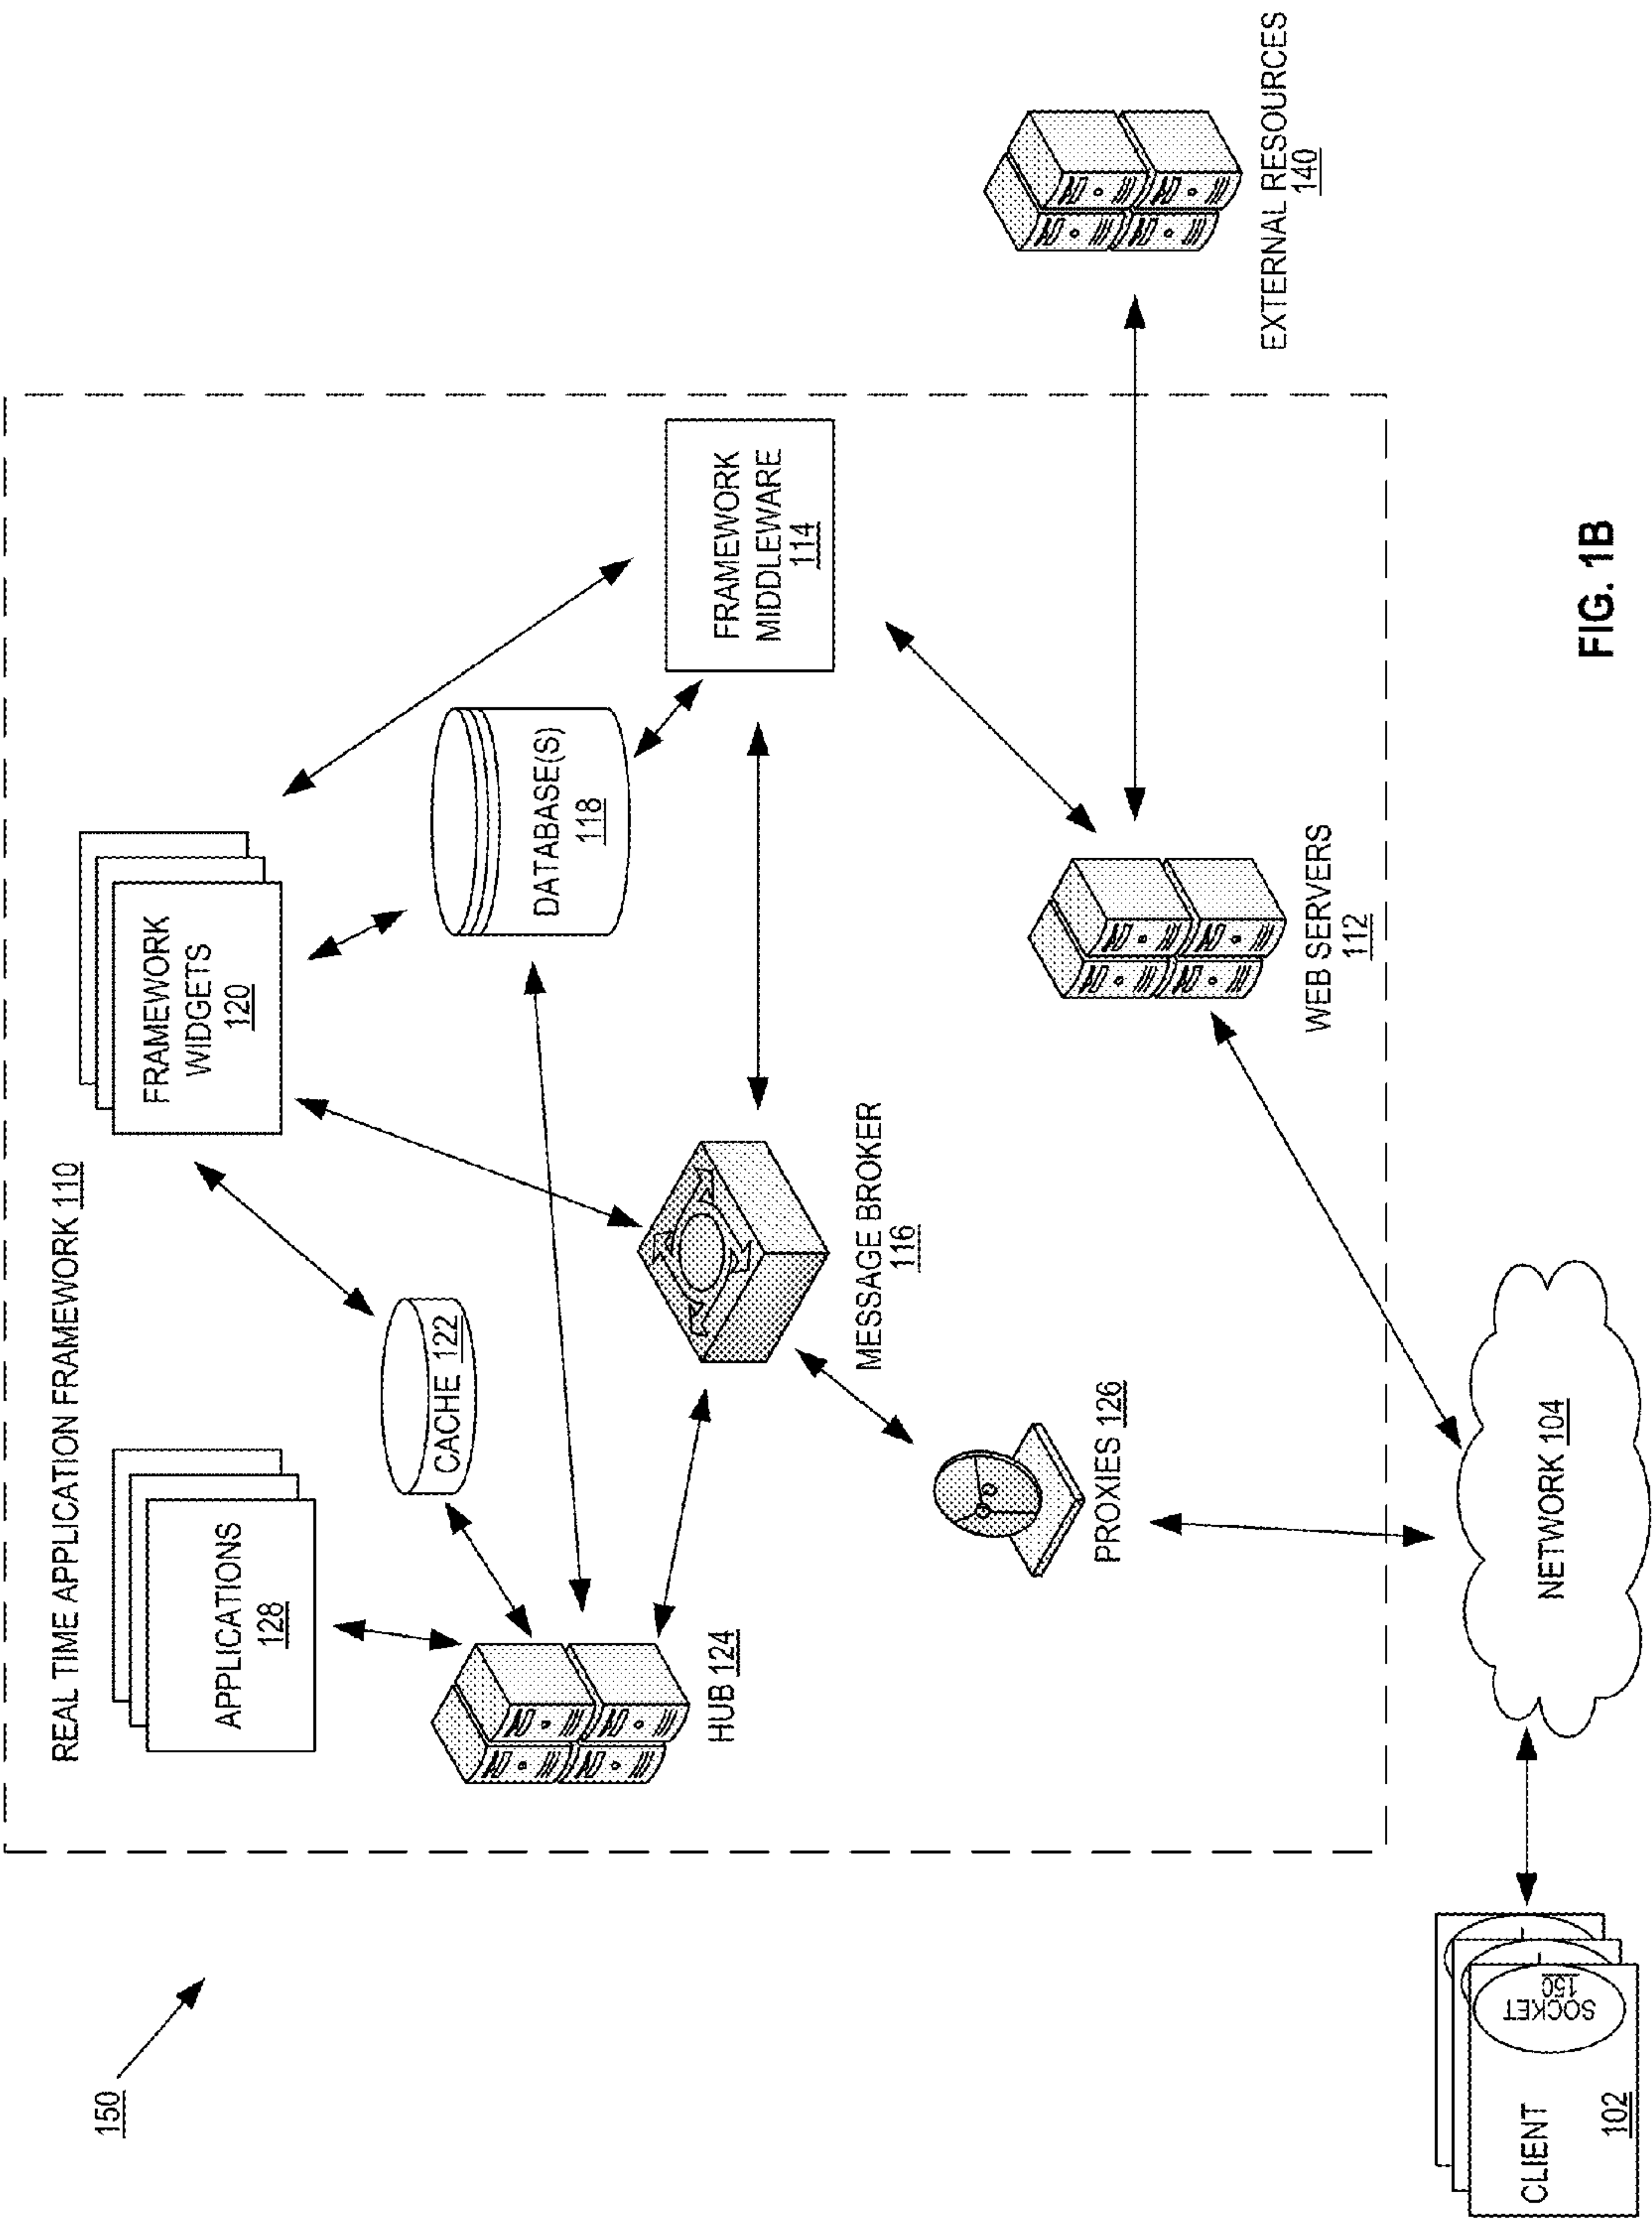 150
REAL TIME APPLICATION FRAMEWORK 110
APPLICATIONS
128
FRAMEWORK
WIDGETS
120
CACHE 122
DATABASE(S)
118
HUB 124
FRAMEWORK
MIDDLEWARE
114
MESSAGE BROKER
116
PROXIES 126
WEB SERVERS
112
EXTERNAL RESOURCES
140
CLIENT
102
SOCKET
150
NETWORK 104
FIG. 1B